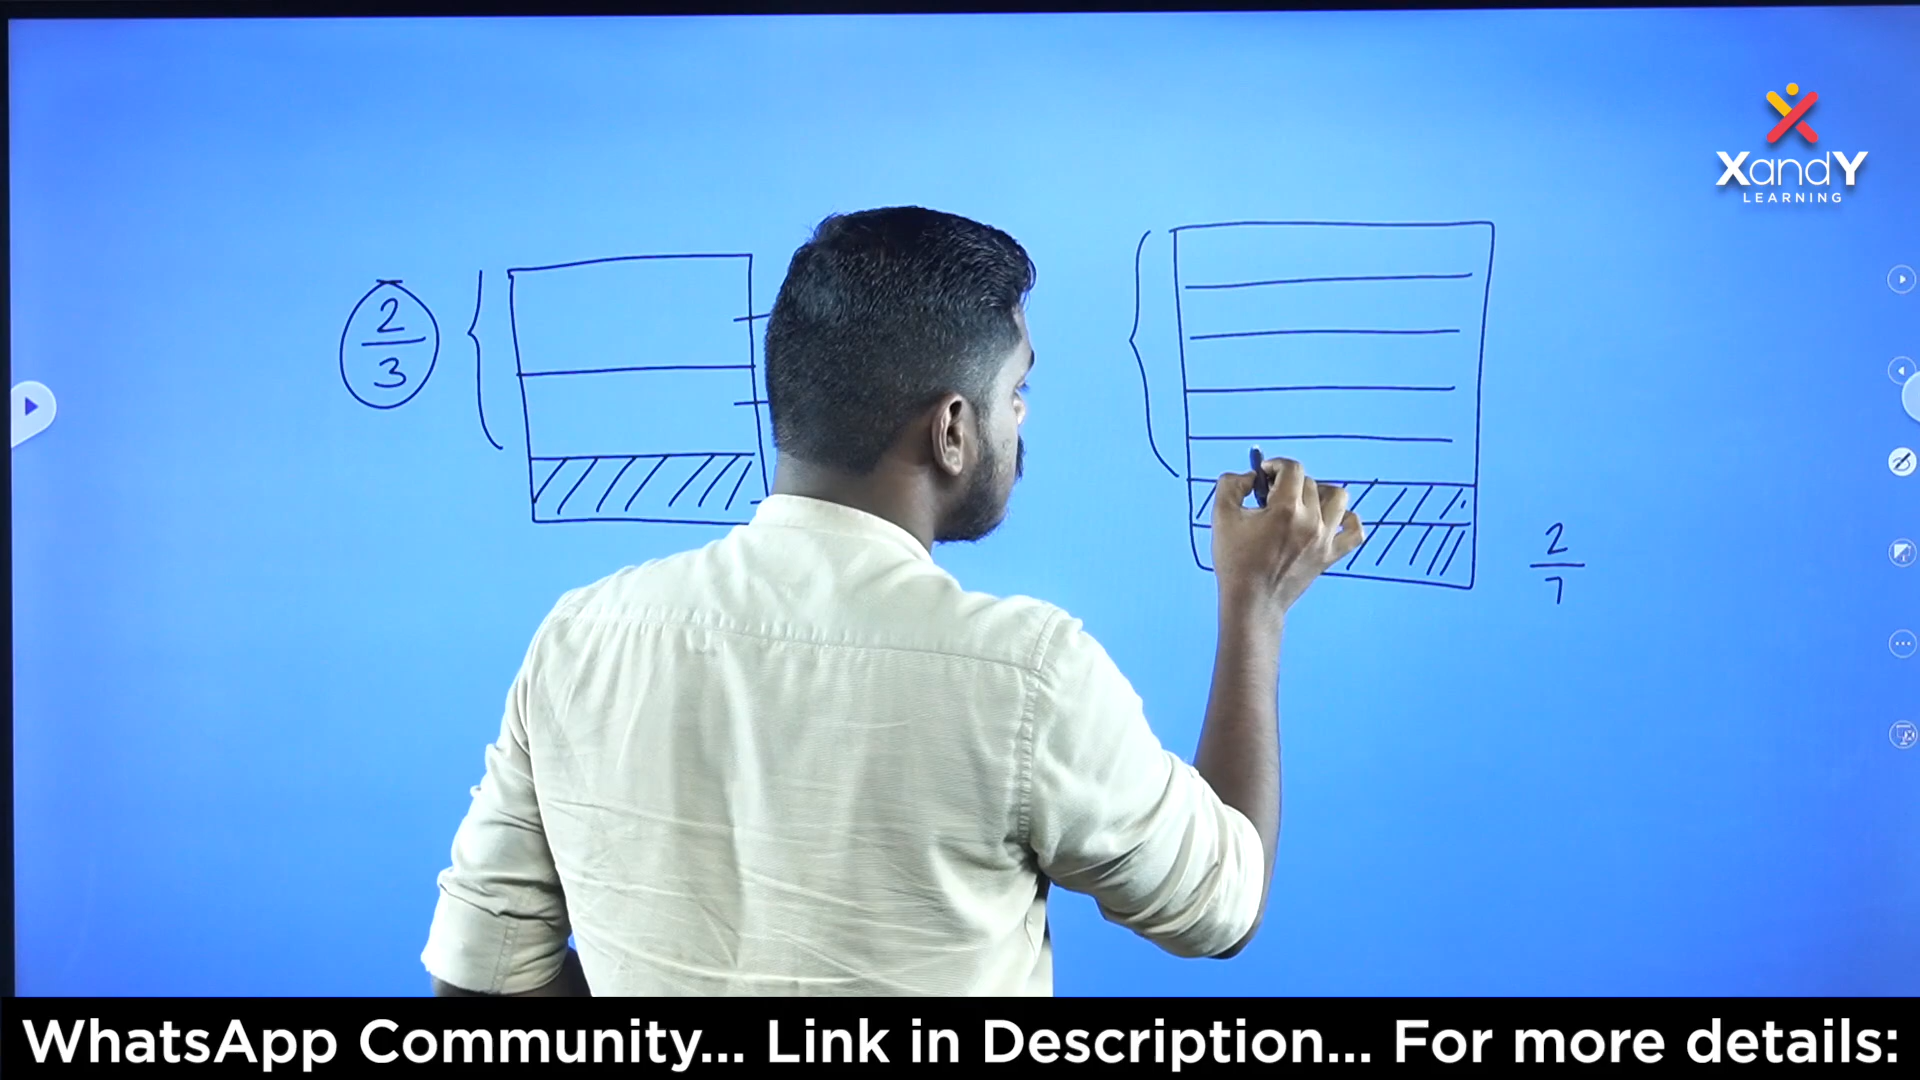 XandY
LEARNING
2
3
2
7
WhatsApp Community... Link in Description... For more details: